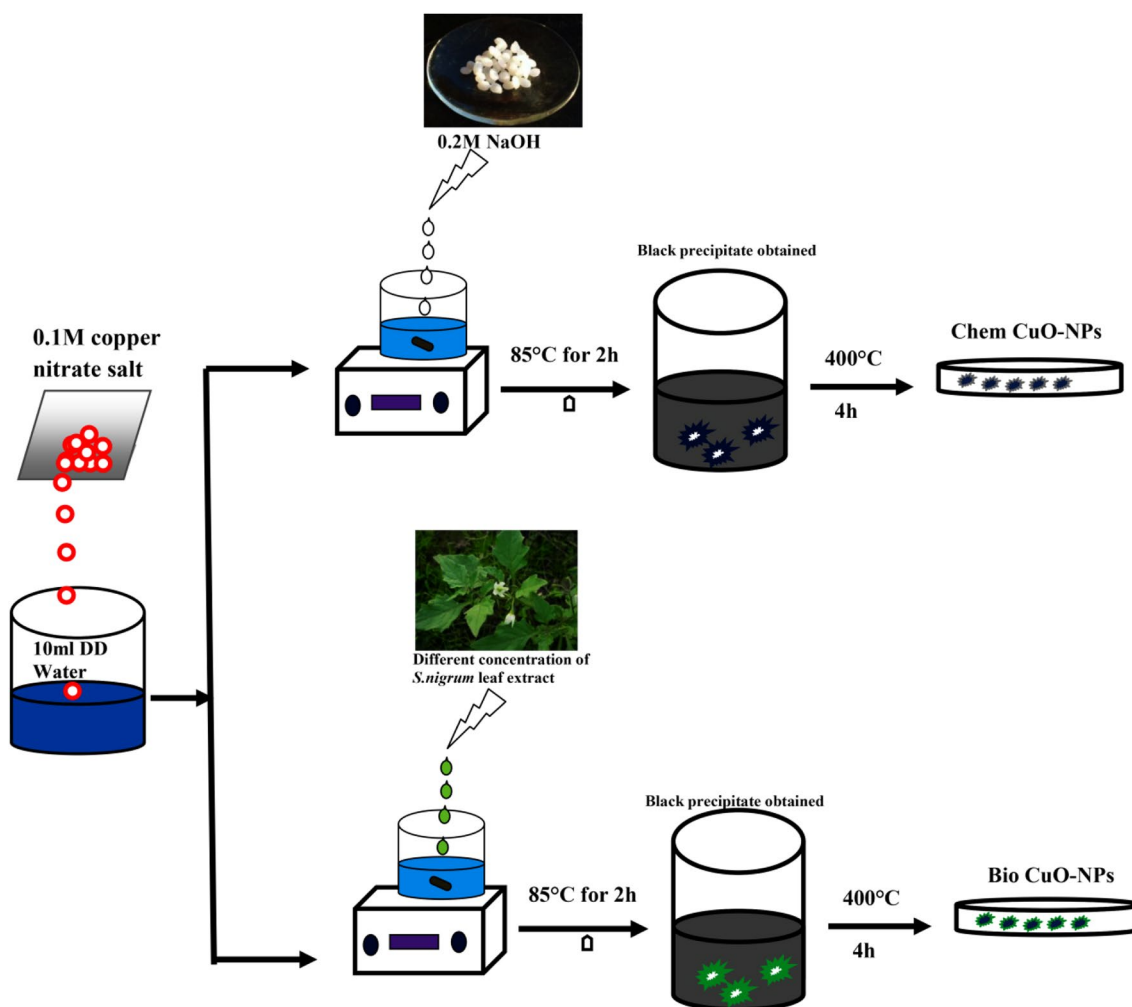 0.1M copper
nitrate salt
10ml DD
Water
0.2M NaOH
85°C for 2h
Black precipitate obtained
400°C
4h
Chem CuO-NPs
Different concentration of
S.nigrum leaf extract
85°C for 2h
Black precipitate obtained
400°C
4h
Bio CuO-NPs